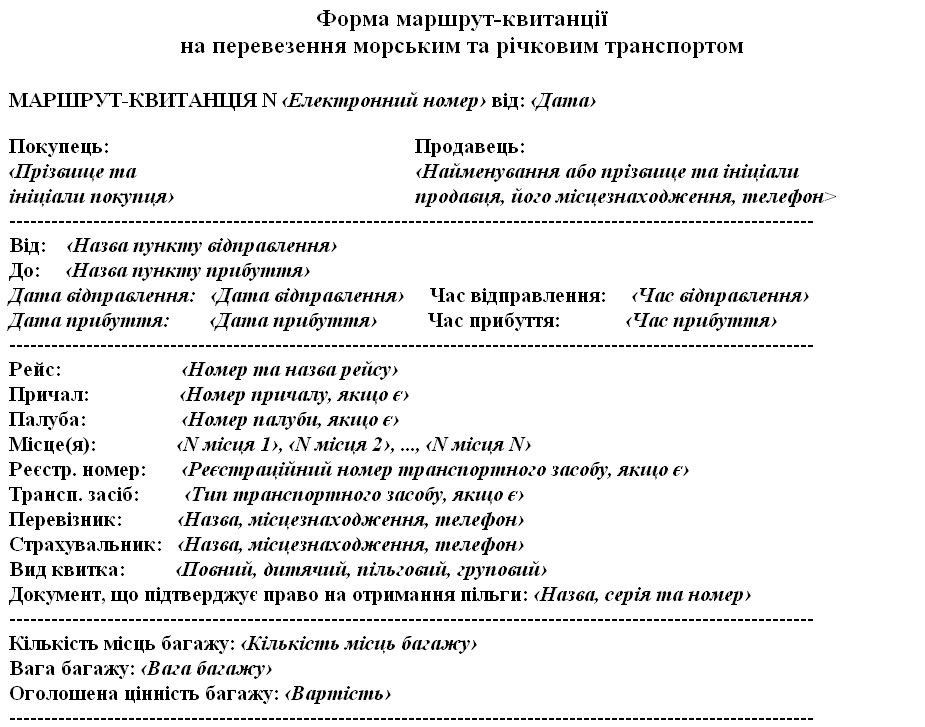 Форма маршрут-квитанції
на перевезення морським та річковим транспортом
МАРШРУТ-КВИТАНЦІЯ N ‹Електронний номер› від: ‹Дата›
Покупець: Продавець:
‹Прізвище та ‹Найменування або прізвище та ініціали
ініціали покупця› продавця, його місцезнаходження, телефон>
Від: ‹Назва пункту відправлення›
До: ‹Назва пункту прибуття›
Дата відправлення: ‹Дата відправлення› Час відправлення: ‹Час відправлення›
Дата прибуття: ‹Дата прибуття› Час прибуття: ‹Час прибуття›
Рейс: ‹Номер та назва рейсу›
Причал: ‹Номер причалу, якщо є›
Палуба: ‹Номер палуби, якщо є›
Місце(я): ‹N місця 1›, ‹N місця 2›, ..., ‹N місця N›
Реєстр. номер: ‹Реєстраційний номер транспортного засобу, якщо є›
Трансп. засіб: ‹Тип транспортного засобу, якщо є›
Перевізник: ‹Назва, місцезнаходження, телефон›
Страхувальник: ‹Назва, місцезнаходження, телефон›
Вид квитка: ‹Повний, дитячий, пільговий, груповий›
Документ, що підтверджує право на отримання пільги: ‹Назва, серія та номер›
Кількість місць багажу: ‹Кількість місць багажу›
Вага багажу: ‹Вага багажу›
Оголошена цінність багажу: ‹Вартість›